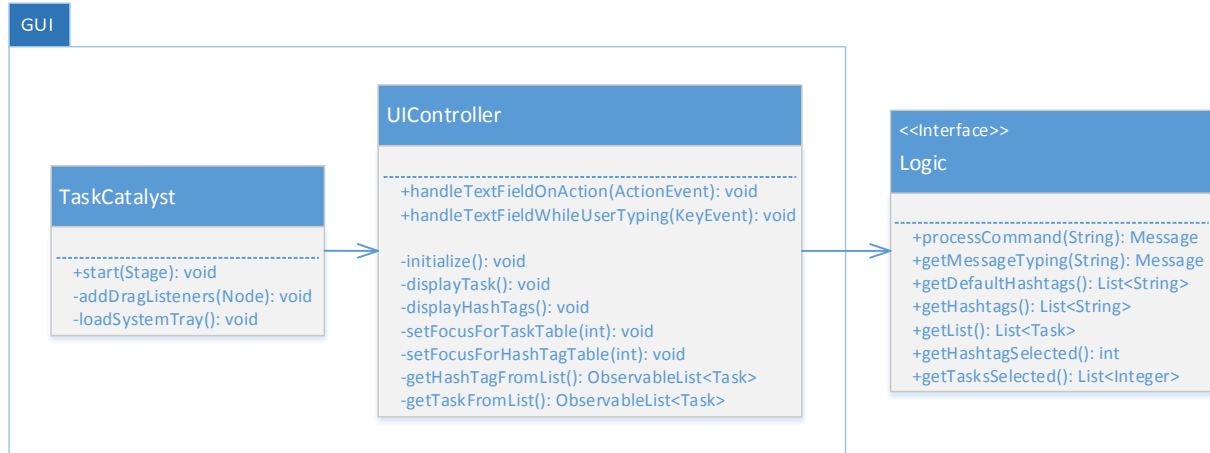 GUI
TaskCatalyst
+start(Stage): void
-addDragListeners(Node): void
-loadSystemTray(): void
UIController
+handleTextFieldOnAction(ActionEvent): void
+handleTextFieldWhileUserTyping(KeyEvent): void
-initialize(): void
-displayTask(): void
-displayHashTags(): void
-setFocusForTaskTable(int): void
-setFocusForHashTagTable(int): void
-getHashTagFromList(): ObservableList<Task>
-getTaskFromList(): ObservableList<Task>
<<Interface>>
Logic
+processCommand(String): Message
+getMessageTyping(String): Message
+getDefaultHashtags(): List<String>
+getHashtags(): List<String>
+getList(): List<Task>
+getHashtagSelected(): int
+getTasksSelected(): List<Integer>